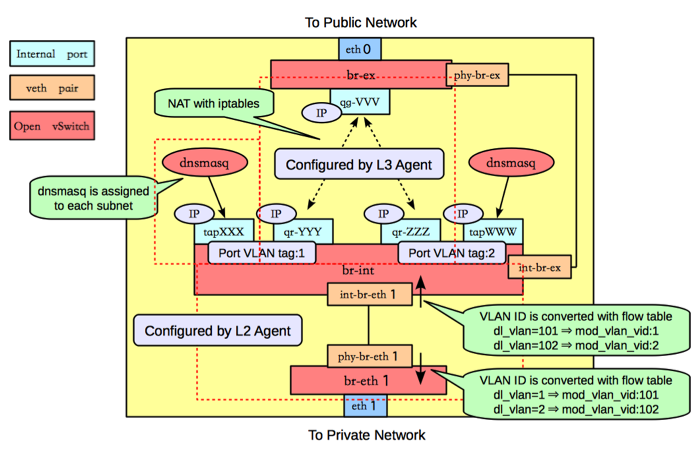 To Public Network
Internal port
veth pair
Open vSwitch
eth 0
br-ex
phy-br-ex
qg-VVV
IP
NAT with iptables
Configured by L3 Agent
dnsmasq
dnsmasq
dnsmasq is assigned
to each subnet
IP
IP
IP
IP
tapXXX
qr-YYY
qr-ZZZ
tapWWW
Port VLAN tag:1
Port VLAN tag:2
br-int
int-br-ex
int-br-eth 1
Configured by L2 Agent
VLAN ID is converted with flow table
dl_vlan=101 ⇒ mod_vlan_vid:1
dl_vlan=102 ⇒ mod_vlan_vid:2
phy-br-eth 1
br-eth 1
VLAN ID is converted with flow table
dl_vlan=1 ⇒ mod_vlan_vid:101
dl_vlan=2 ⇒ mod_vlan_vid:102
eth 1
To Private Network